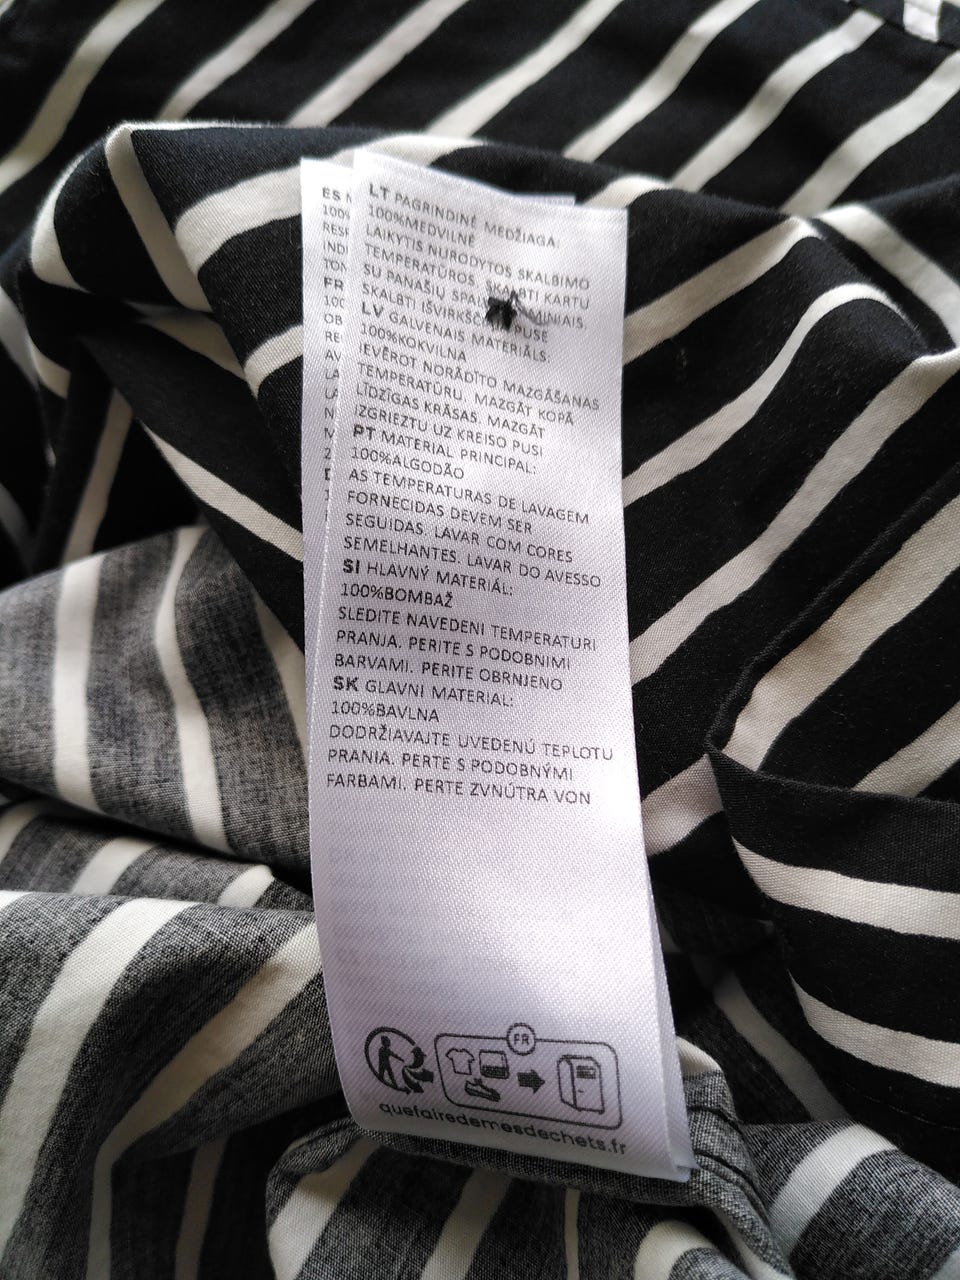 LT PAGRINDINĖ MEDŽIAGA:
100%MEDVILNĖ
LAIKYTIS NURODYTOS SKALBIMO
TEMPERATŪROS. SKALBTI KARTU
SU PANAŠIŲ
SKALBTI PUSE
LV GALVENAIS MATERIĀLS:
100%KOKVILNA
IEVĒROT NORĀDĪTO MAZGĀŠANAS
TEMPERATŪRU. MAZGĀT KOPĀ
LĪDZĪGAS KRĀSAS. MAZGĀT
IZGRIEZTU UZ KREISO PUSI
PT MATERIAL PRINCIPAL:
100%ALGODÃO
AS TEMPERATURAS DE LAVAGEM
FORNECIDAS DEVEM SER
SEGUIDAS. LAVAR COM CORES
SEMELHANTES. LAVAR DO AVESSO
SI HLAVNÝ MATERIÁL:
100%BOMBAŽ
SLEDITE NAVEDENI TEMPERATURI
PRANJA. PERITE S PODOBNIMI
BARVAMI. PERITE OBRNJENO
SK GLAVNI MATERIAL:
100%BAVLNA
DODRŽIAVAJTE UVEDENÚ TEPLOTU
PRANIA. PERTE S PODOBNÝMI
FARBAMI. PERTE ZVNÚTRA VON
FR
quefairedemesdechets.fr
ES
100%
FR